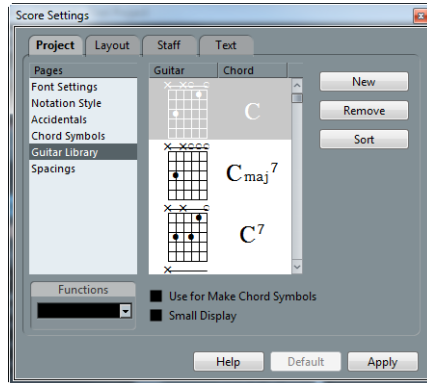 Score Settings
Project Layout Staff Text
Pages
Font Settings
Notation Style
Accidentals
Chord Symbols
Guitar Library
Spacings
Functions
Guitar Chord
C
Cmaj7
C7
New
Remove
Sort
Use for Make Chord Symbols
Small Display
Help Default Apply